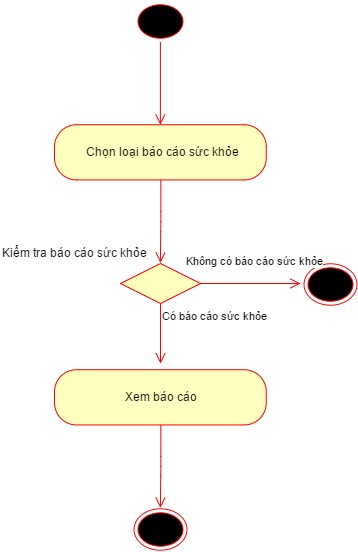 Chọn loại báo cáo sức khỏe
Kiểm tra báo cáo sức khỏe
Không có báo cáo sức khỏe
Có báo cáo sức khỏe
Xem báo cáo